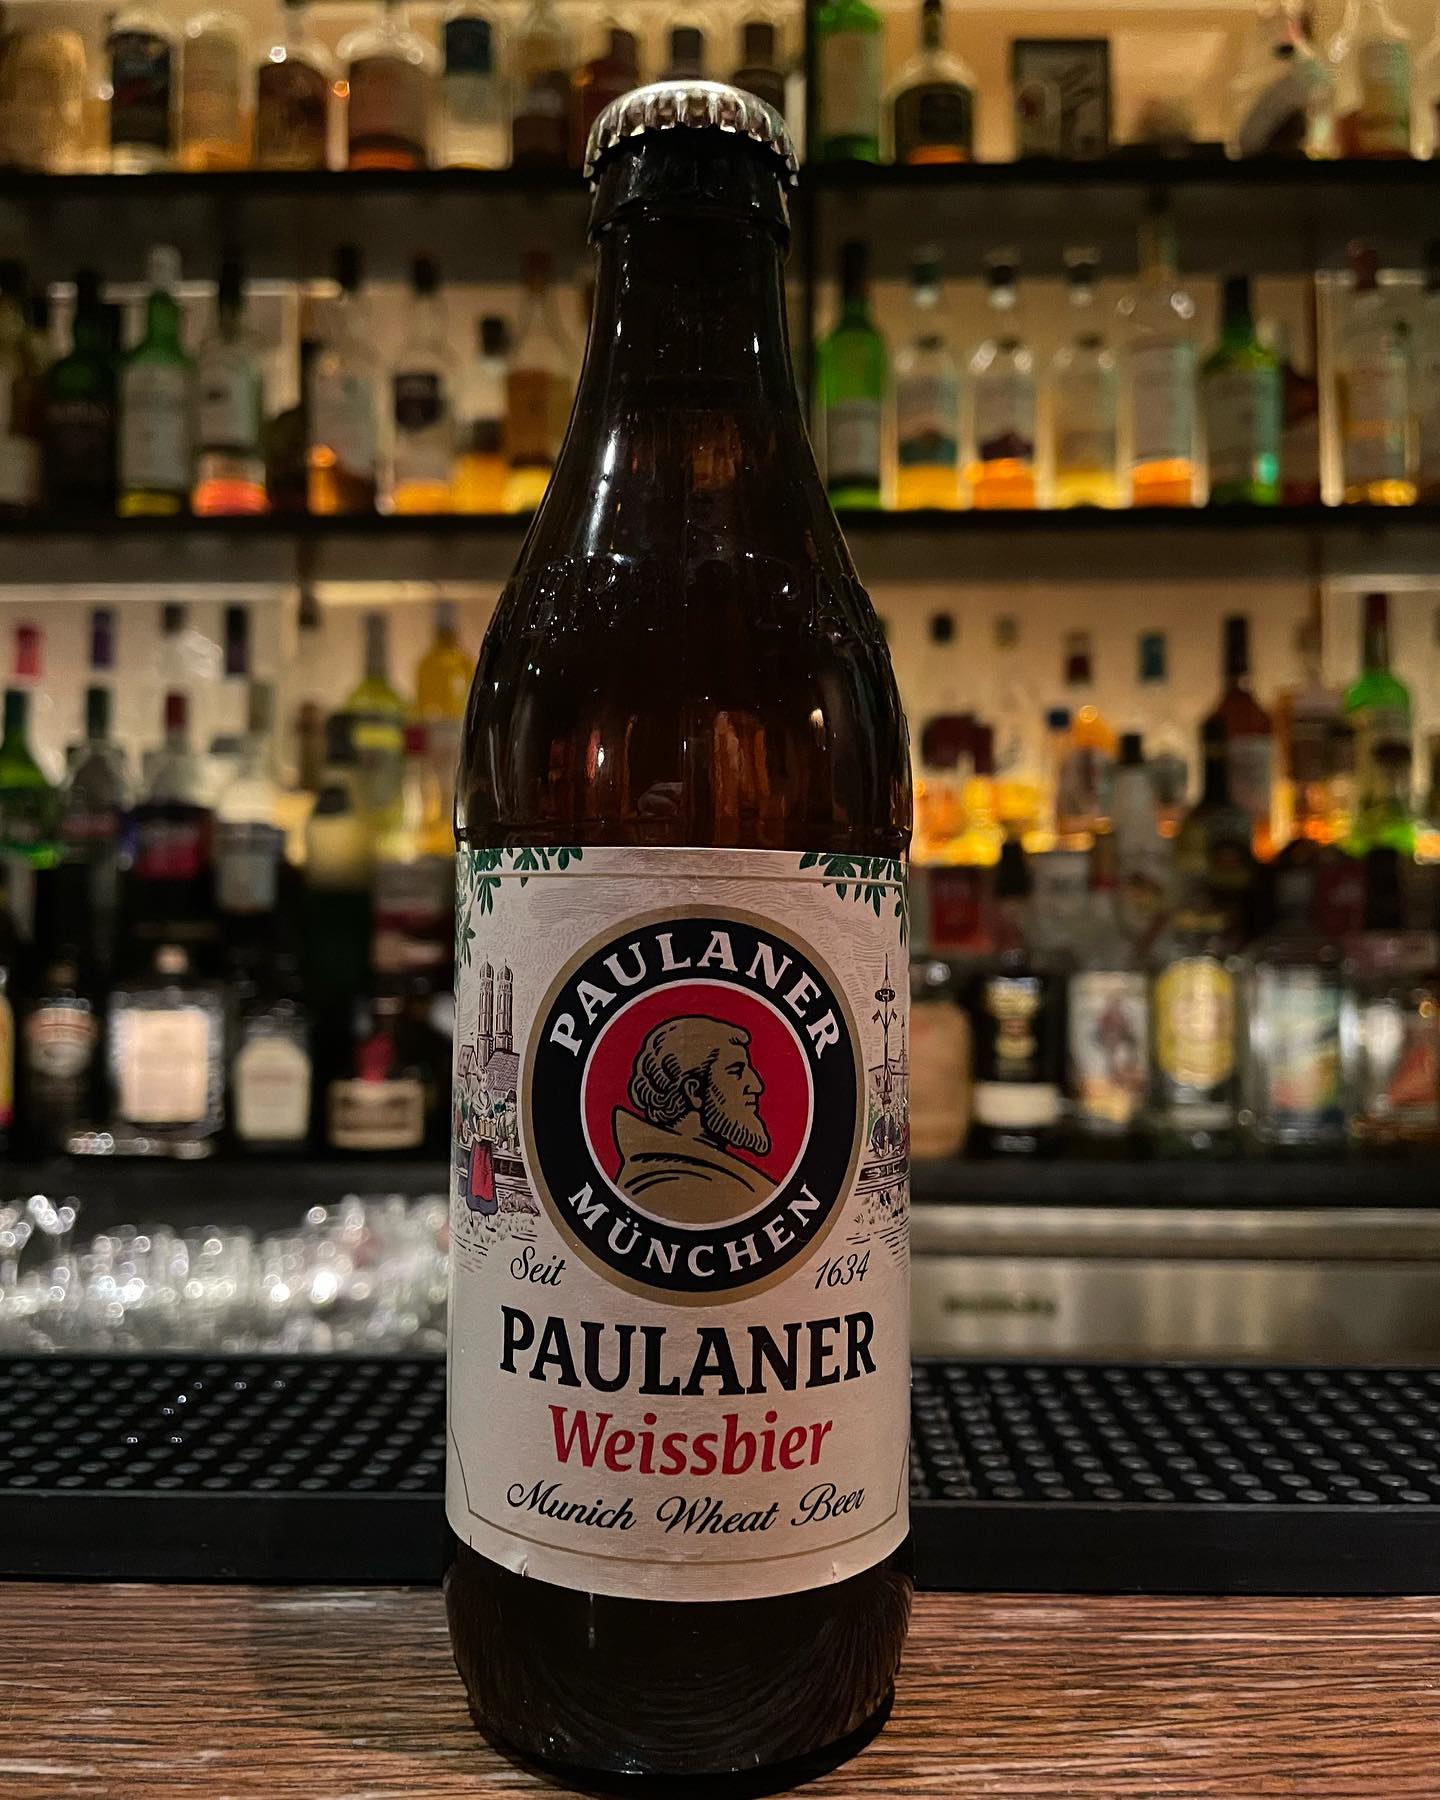 PAULANER
MÜNCHEN
Seit 1634
PAULANER
Weissbier
Munich Wheat Beer